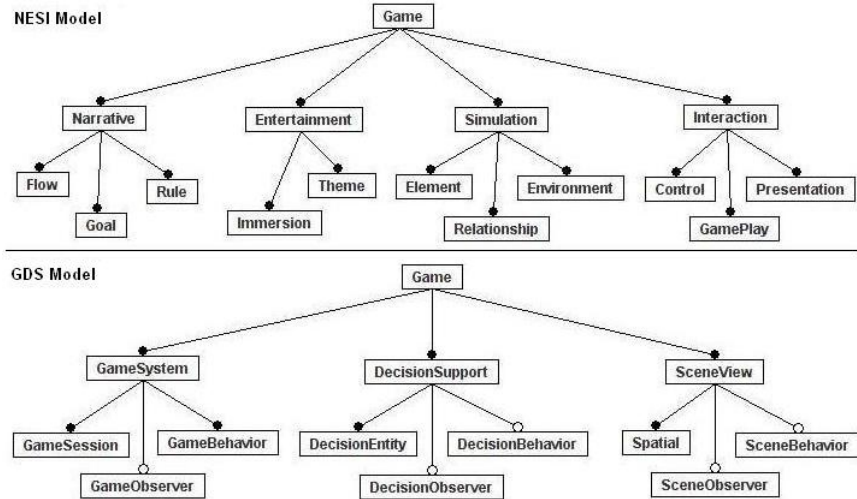 NESI Model
Game
Narrative Entertainment Simulation Interaction
Flow Rule Theme Element Environment Control Presentation
Goal Immersion Relationship GamePlay
GDS Model
Game
GameSystem DecisionSupport SceneView
GameSession GameBehavior DecisionEntity DecisionBehavior Spatial SceneBehavior
GameObserver DecisionObserver SceneObserver